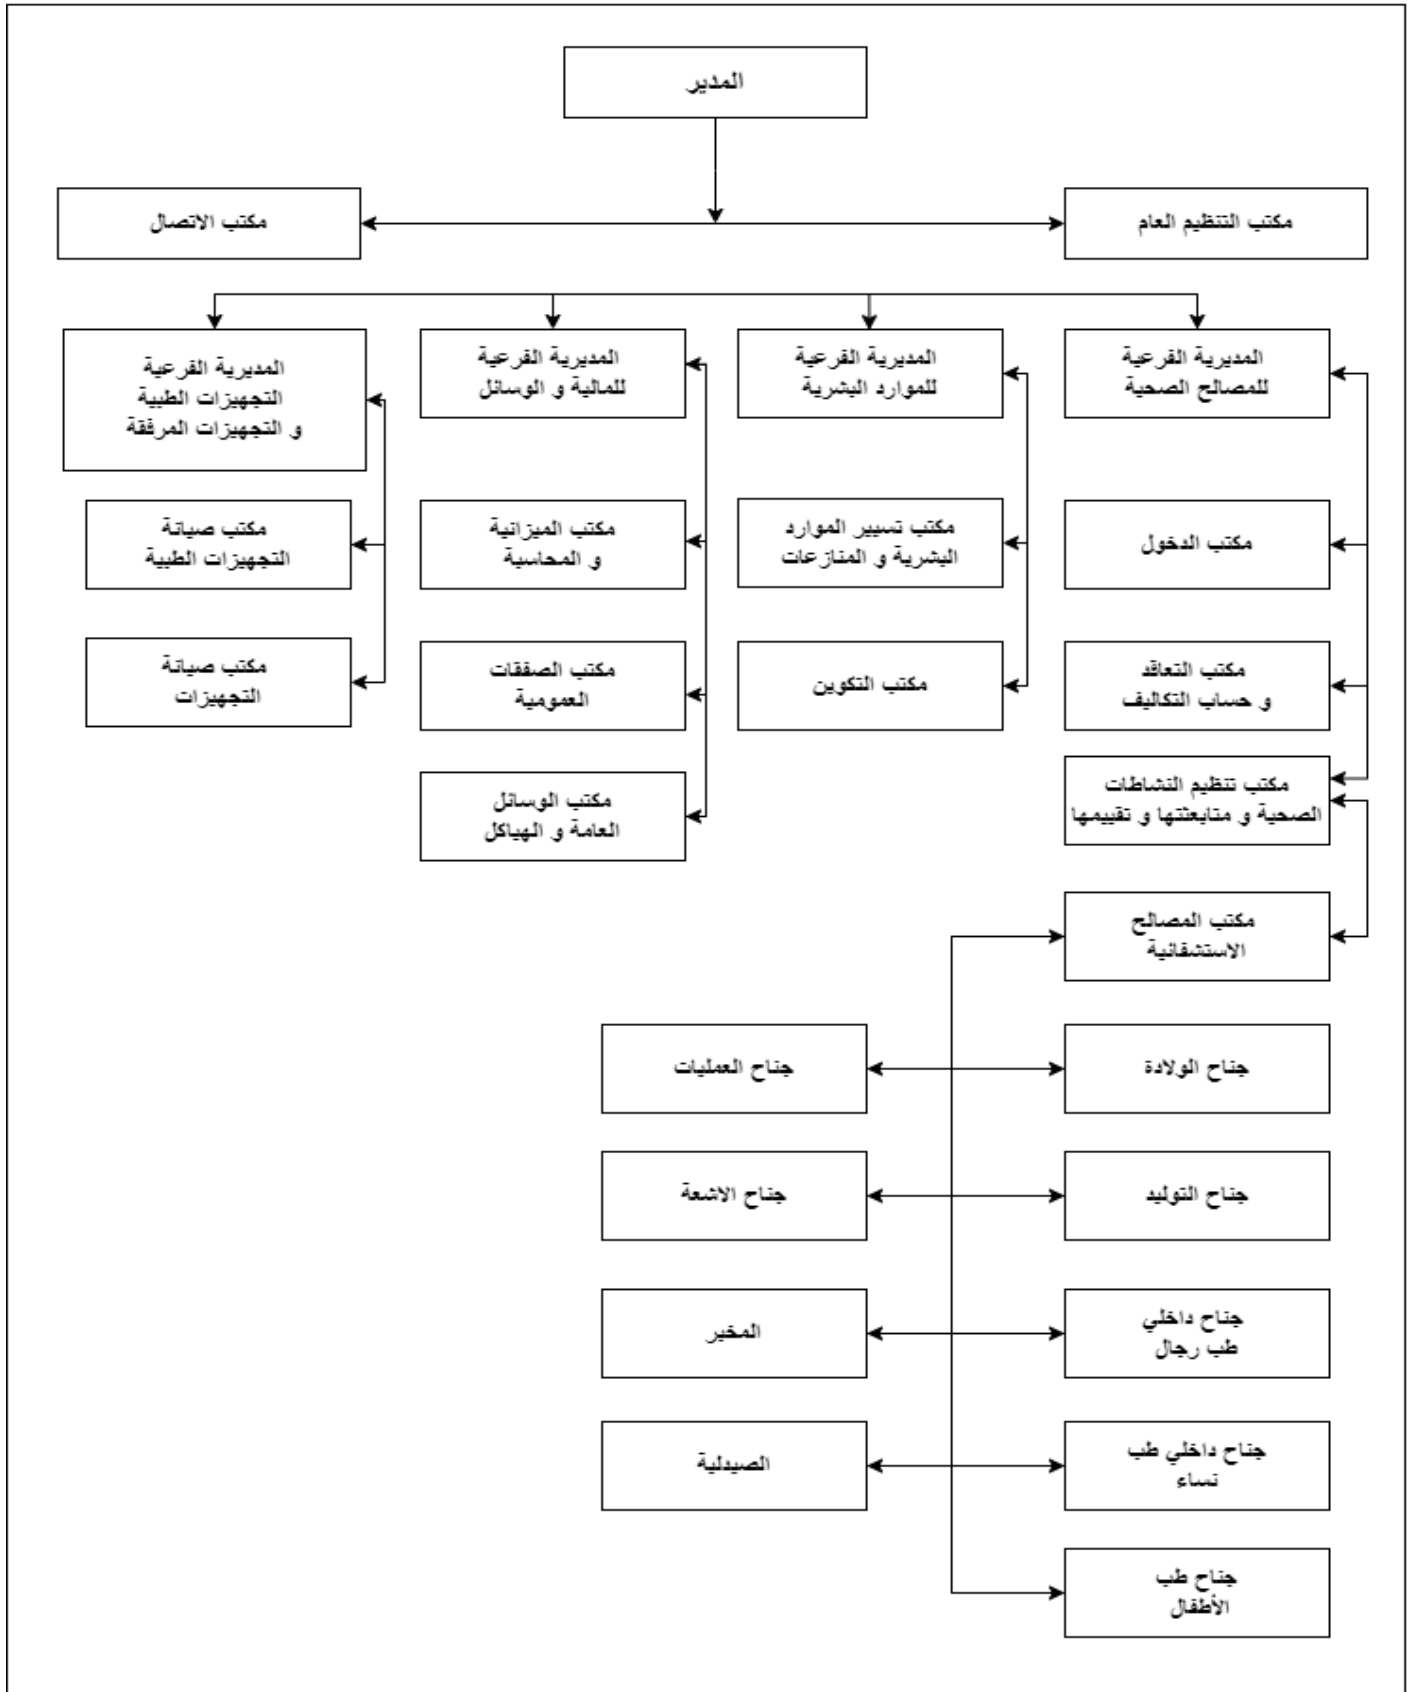 المدير
مكتب التنظيم العام
مكتب الاتصال
المديرية الفرعية
للمصالح الصحية
المديرية الفرعية
للموارد البشرية
المديرية الفرعية
للمالية و الوسائل
المديرية الفرعية
التجهيزات الطبية
و التجهيزات المرفقة
مكتب الدخول
مكتب تسيير الموارد
البشرية و المنازعات
مكتب الميزانية
و المحاسبة
مكتب صيانة
التجهيزات الطبية
مكتب التعاقد
و حساب التكاليف
مكتب التكوين
مكتب الصفقات
العمومية
مكتب صيانة
التجهيزات
مكتب تنظيم النشاطات
الصحية و متابعتها و تقييمها
مكتب الوسائل
العامة و الهياكل
مكتب المصالح
الاستشفائية
جناح الولادة
جناح العمليات
جناح التوليد
جناح الاشعة
جناح داخلي
طب رجال
المخبر
جناح داخلي طب
نساء
الصيدلية
جناح طب
الأطفال